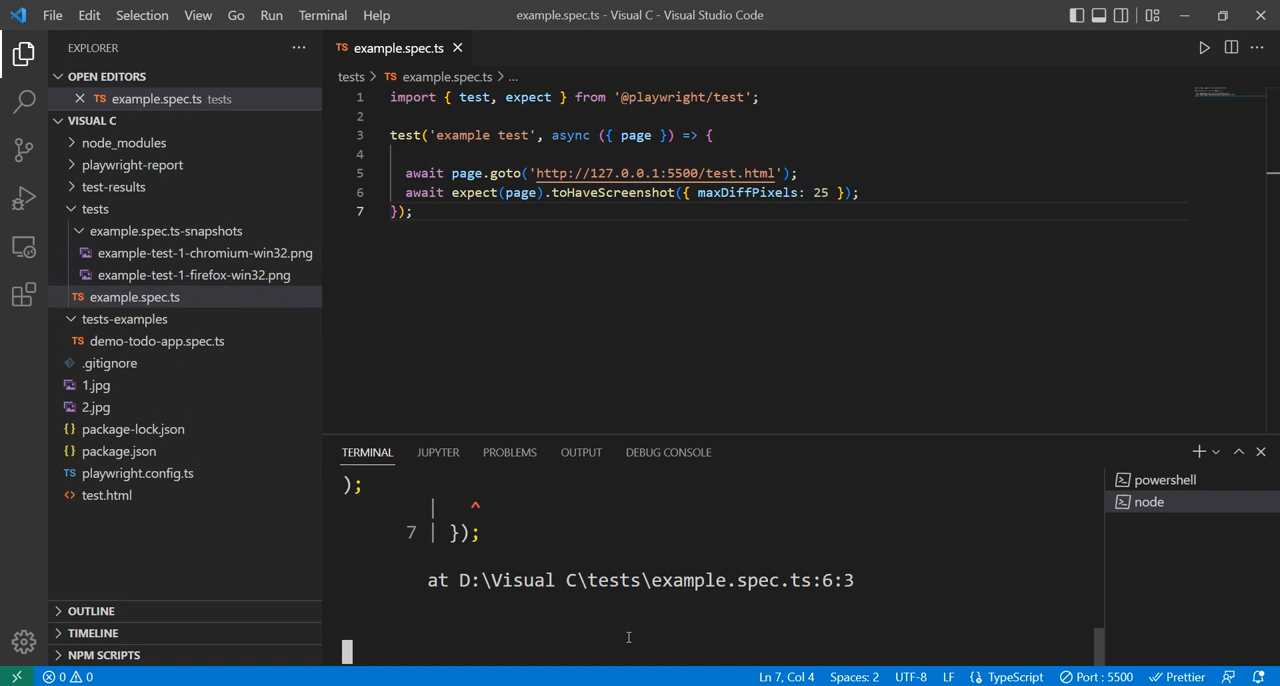 File Edit Selection View Go Run Terminal Help example.spec.ts - Visual C - Visual Studio Code
EXPLORER
OPEN EDITORS
TS example.spec.ts tests
VISUAL C
node_modules
playwright-report
test-results
tests
example.spec.ts-snapshots
example-test-1-chromium-win32.png
example-test-1-firefox-win32.png
TS example.spec.ts
tests-examples
TS demo-todo-app.spec.ts
.gitignore
1.jpg
2.jpg
{} package-lock.json
{} package.json
TS playwright.config.ts
<> test.html
OUTLINE
TIMELINE
NPM SCRIPTS
TS example.spec.ts
tests > TS example.spec.ts > ...
1 import { test, expect } from '@playwright/test';
2
3 test('example test', async ({ page }) => {
4
5 await page.goto('http://127.0.0.1:5500/test.html');
6 await expect(page).toHaveScreenshot({ maxDiffPixels: 25 });
7 });
TERMINAL JUPYTER PROBLEMS OUTPUT DEBUG CONSOLE
);
| ^
7 | });
at D:\Visual C\tests\example.spec.ts:6:3
powershell
node
0 0 Ln 7, Col 4 Spaces: 2 UTF-8 LF {} TypeScript Port : 5500 Prettier